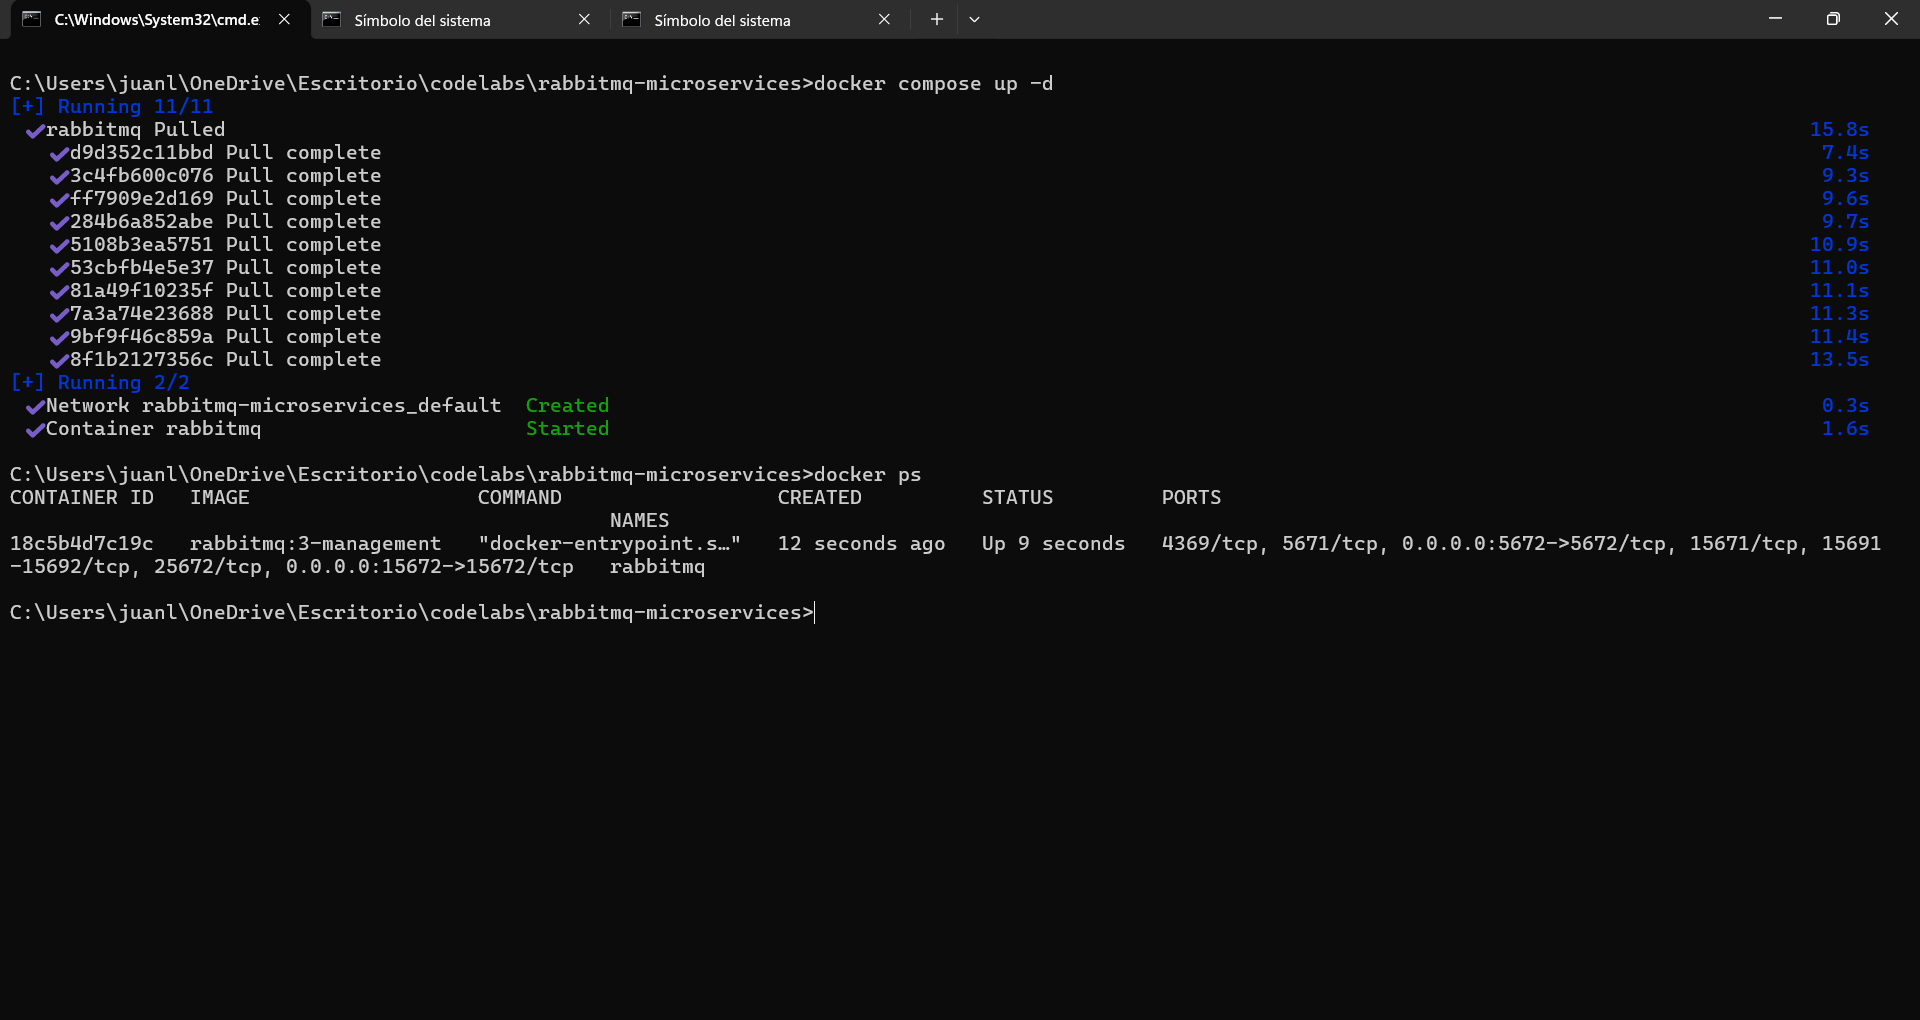 C:\Windows\System32\cmd.e
Símbolo del sistema
Símbolo del sistema
C:\Users\juanl\OneDrive\Escritorio\codelabs\rabbitmq-microservices>docker compose up -d
[+] Running 11/11
rabbitmq Pulled 15.8s
d9d352c11bbd Pull complete 7.4s
3c4fb600c076 Pull complete 9.3s
ff7909e2d169 Pull complete 9.6s
284b6a852abe Pull complete 9.7s
5108b3ea5751 Pull complete 10.9s
53cbfb4e5e37 Pull complete 11.0s
81a49f10235f Pull complete 11.1s
7a3a74e23688 Pull complete 11.3s
9bf9f46c859a Pull complete 11.4s
8f1b2127356c Pull complete 13.5s
[+] Running 2/2
Network rabbitmq-microservices_default Created 0.3s
Container rabbitmq Started 1.6s
C:\Users\juanl\OneDrive\Escritorio\codelabs\rabbitmq-microservices>docker ps
CONTAINER ID IMAGE COMMAND CREATED STATUS PORTS
NAMES
18c5b4d7c19c rabbitmq:3-management "docker-entrypoint.s…" 12 seconds ago Up 9 seconds 4369/tcp, 5671/tcp, 0.0.0.0:5672->5672/tcp, 15671/tcp, 15691
-15692/tcp, 25672/tcp, 0.0.0.0:15672->15672/tcp rabbitmq
C:\Users\juanl\OneDrive\Escritorio\codelabs\rabbitmq-microservices>